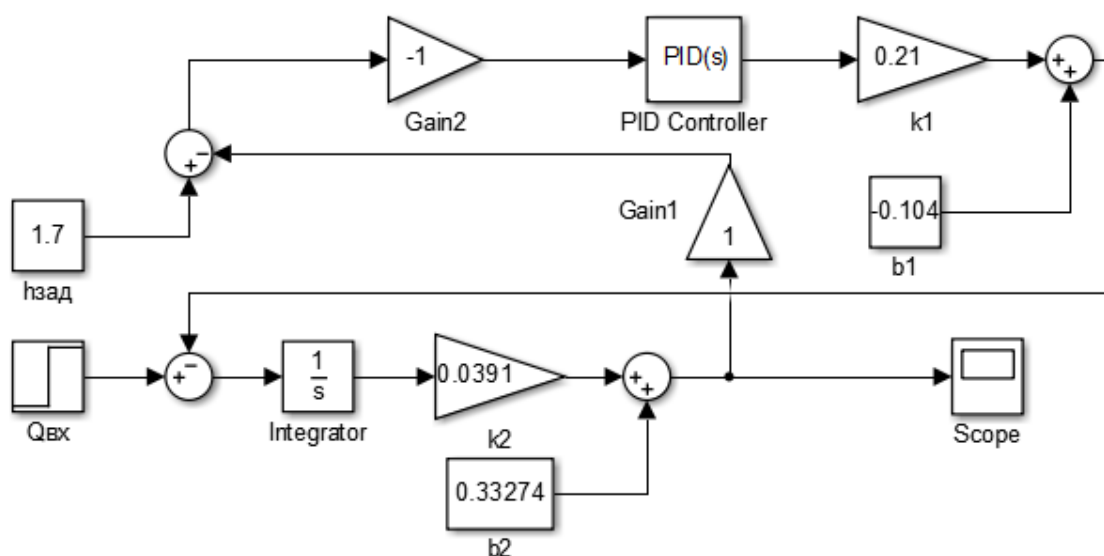 -1
Gain2
PID(s)
PID Controller
0.21
k1
+
+
-0.104
b1
−
+
1.7
hзад
Gain1
1
−
+
Qвх
1
s
Integrator
0.0391
k2
+
+
0.33274
b2
Scope